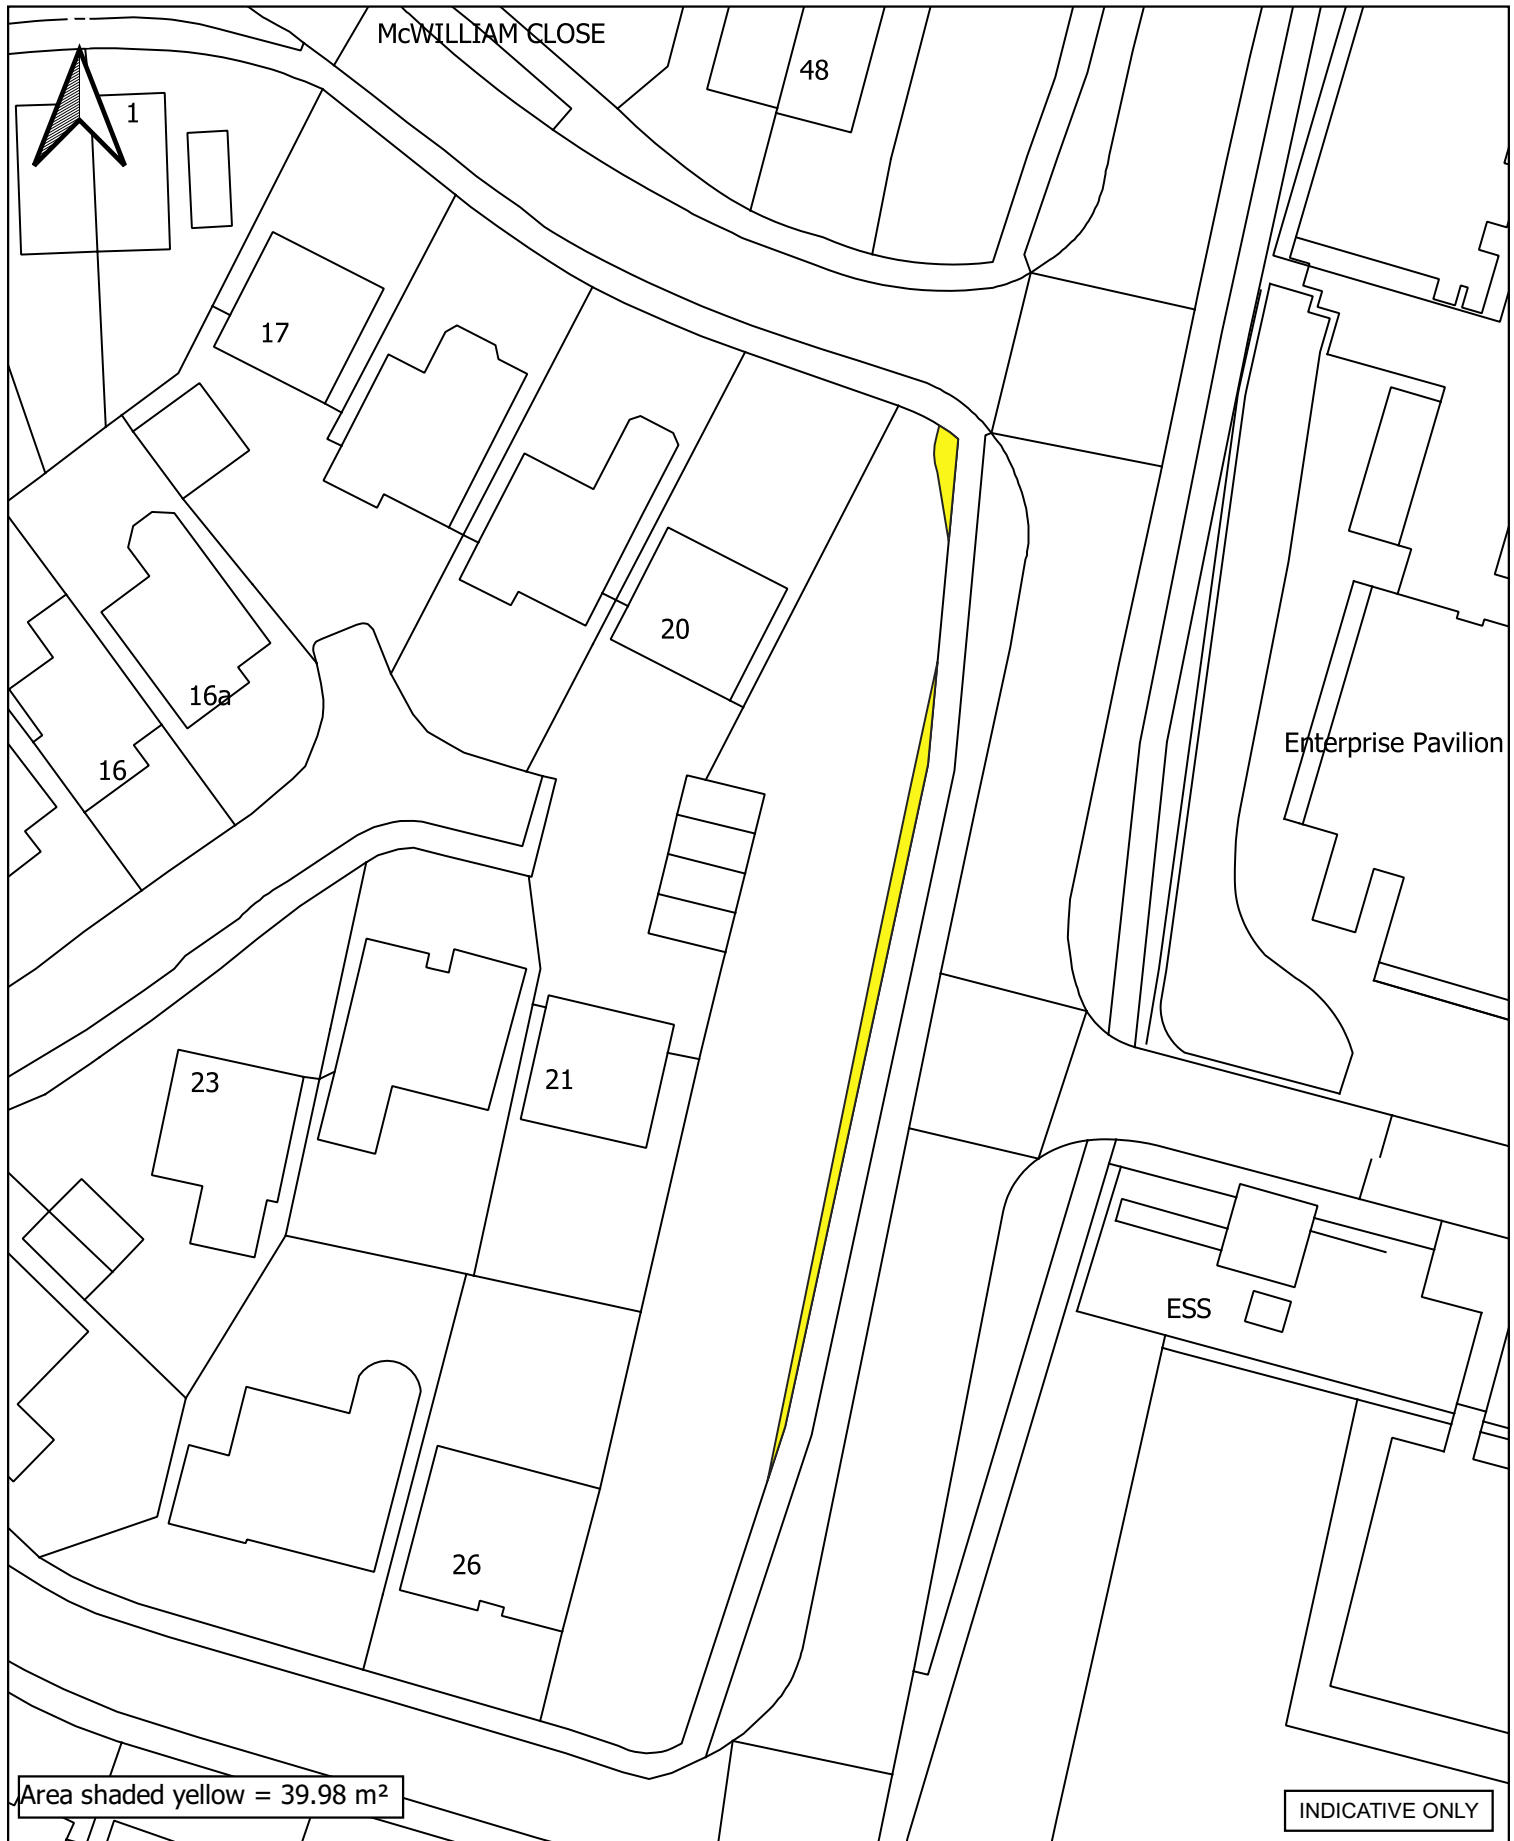 McWILLIAM CLOSE
48
1
17
20
16a
16
Enterprise Pavilion
23
21
ESS
26
Area shaded yellow = 39.98 m²
INDICATIVE ONLY